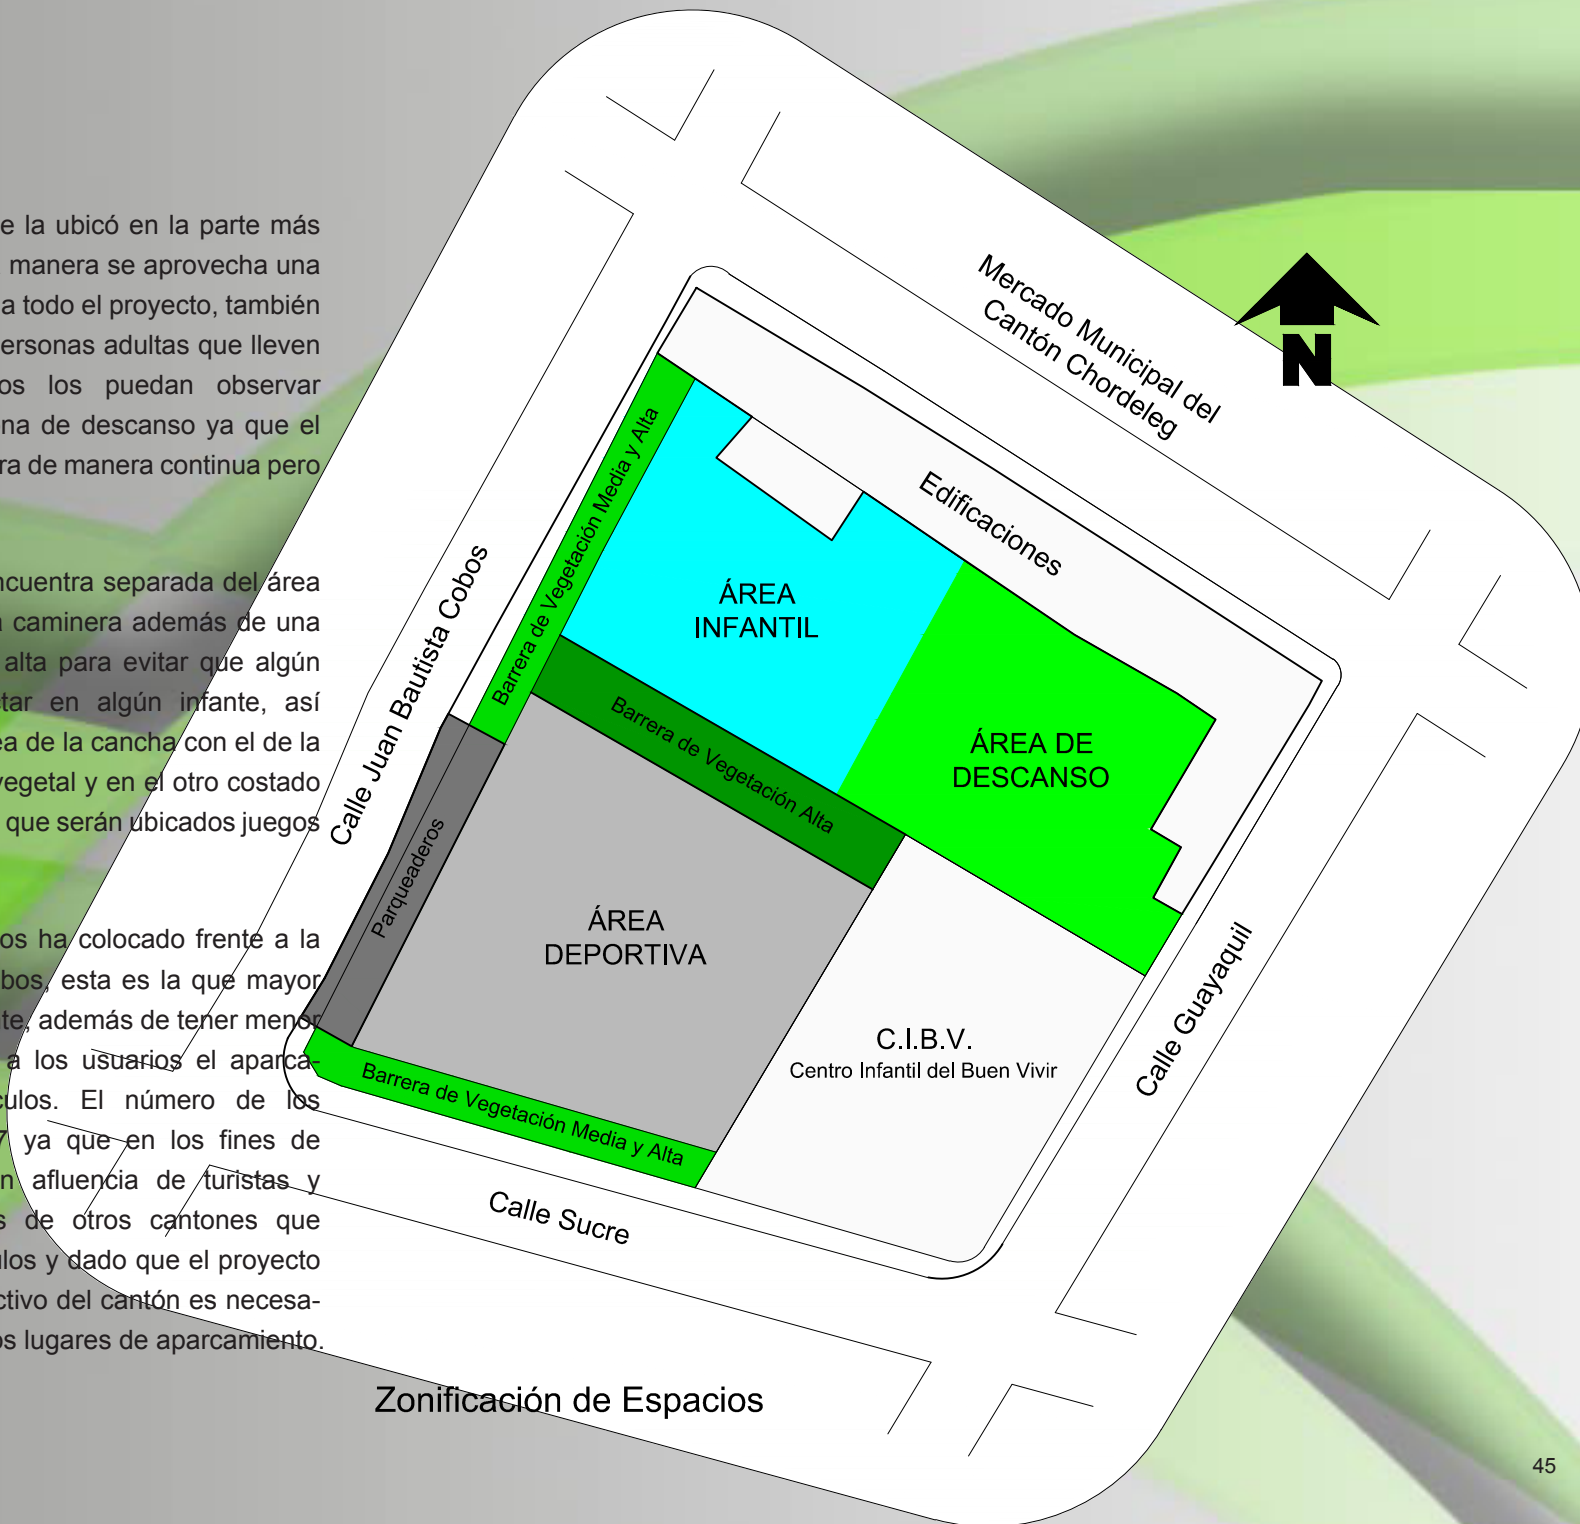 e la ubicó en la parte más
manera se aprovecha una
a todo el proyecto, también
ersonas adultas que lleven
os los puedan observar
na de descanso ya que el
ra de manera continua pero
ncuentra separada del área
a caminera además de una
alta para evitar que algún
tar en algún infante, así
ea de la cancha con el de la
vegetal y en el otro costado
que serán ubicados juegos
os ha colocado frente a la
bos, esta es la que mayor
te, además de tener menor
a los usuarios el aparca-
ulos. El número de los
7 ya que en los fines de
n afluencia de turistas y
s de otros cantones que
ulos y dado que el proyecto
ctivo del cantón es necesa-
os lugares de aparcamiento.
Mercado Municipal del
Cantón Chordeleg
N
Edificaciones
Barrera de Vegetación Media y Alta
ÁREA
INFANTIL
Calle Juan Bautista Cobos
Barrera de Vegetación Alta
ÁREA DE
DESCANSO
Parqueaderos
ÁREA
DEPORTIVA
C.I.B.V.
Centro Infantil del Buen Vivir
Calle Guayaquil
Barrera de Vegetación Media y Alta
Calle Sucre
Zonificación de Espacios
45